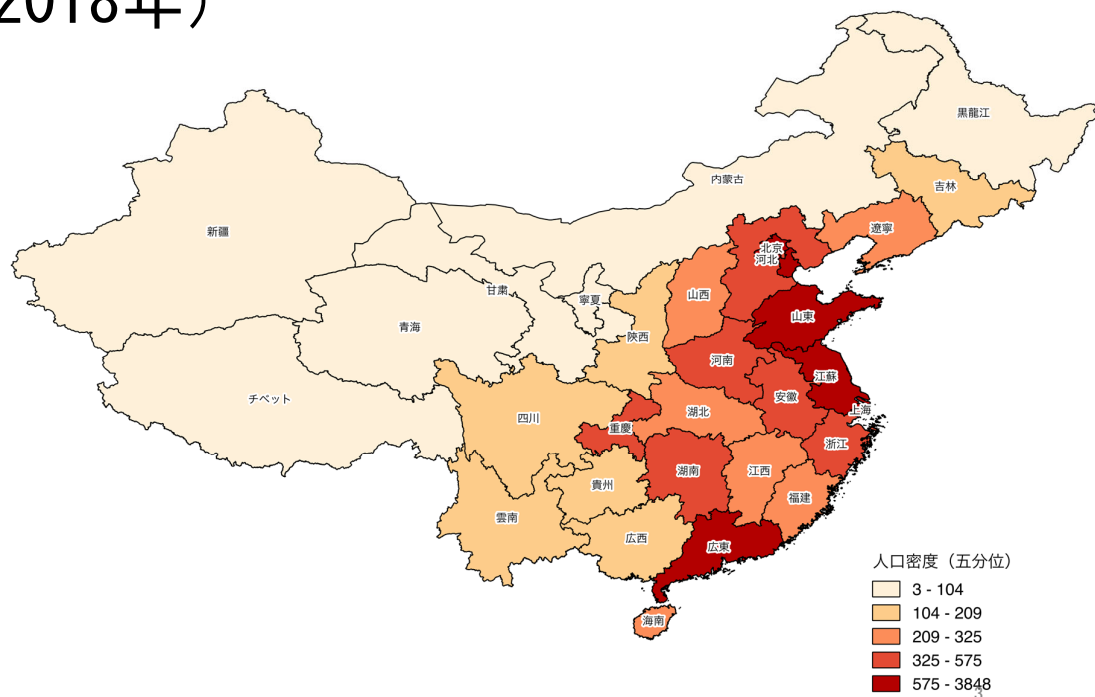 2018年）
黒龍江
内蒙古
吉林
新疆
遼寧
北京
河北
甘粛
寧夏
山西
山東
青海
陝西
河南
江蘇
チベット
四川
安徽
上海
湖北
重慶
浙江
湖南
江西
貴州
福建
雲南
広西
広東
海南
人口密度（五分位）
3 - 104
104 - 209
209 - 325
325 - 575
575 - 3848
3